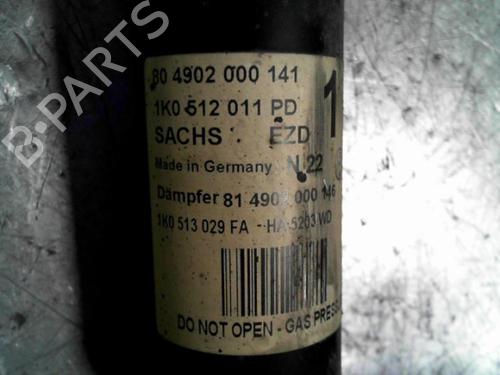 80 4902 000 141
1K0 512 011 PD
SACHS EZD 1
Made in Germany N.22
Dämpfer 81 4902 000 146
1K0 513 029 FA - HA-5203 WD
DO NOT OPEN - GAS PRESS
B-PARTS